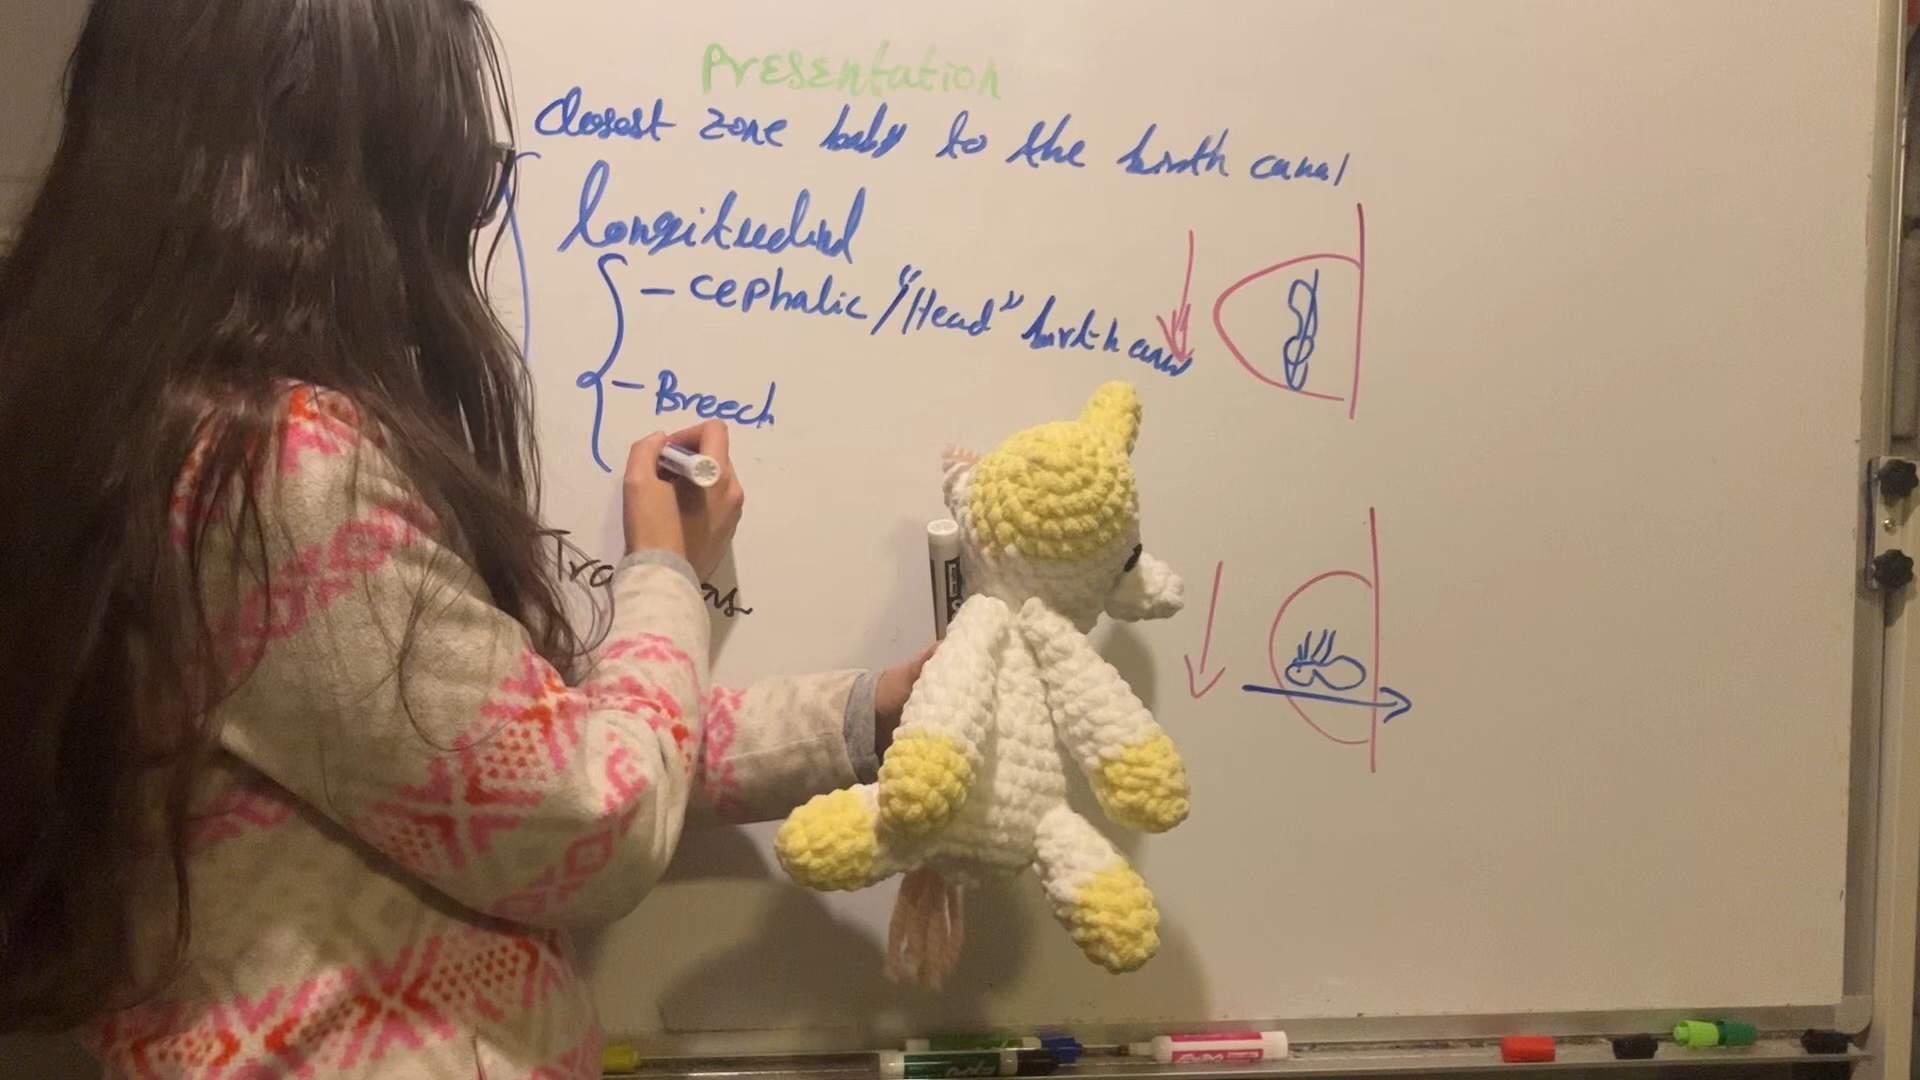 Presentation
Closest zone baby to the birth canal
longitudinal
- cephalic / "Head" birth canal
- Breech